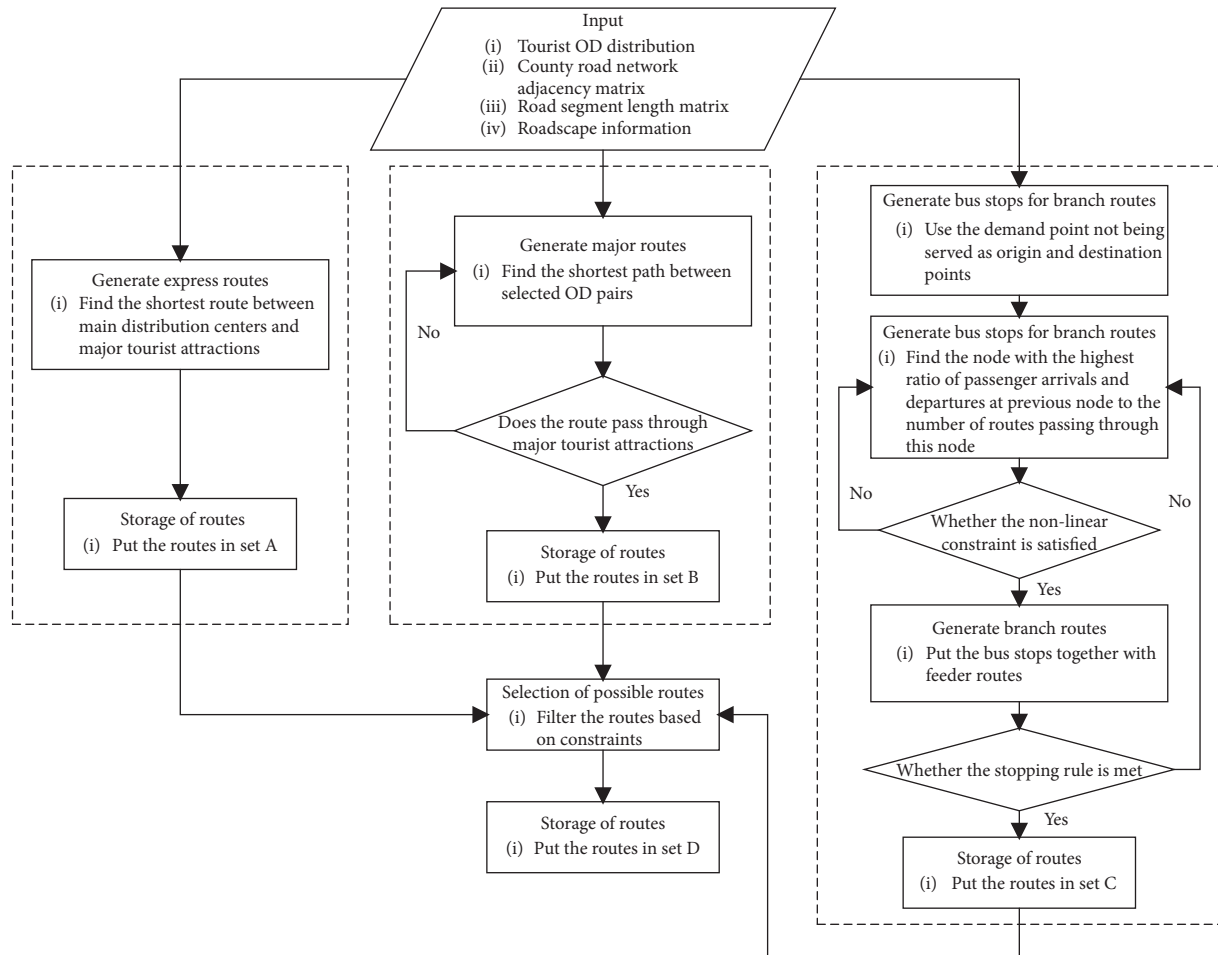 Input
(i) Tourist OD distribution
(ii) County road network
adjacency matrix
(iii) Road segment length matrix
(iv) Roadscape information
Generate express routes
(i) Find the shortest route between
main distribution centers and
major tourist attractions
Storage of routes
(i) Put the routes in set A
Generate major routes
(i) Find the shortest path between
selected OD pairs
No
Does the route pass through
major tourist attractions
Yes
Storage of routes
(i) Put the routes in set B
Selection of possible routes
(i) Filter the routes based
on constraints
Storage of routes
(i) Put the routes in set D
Generate bus stops for branch routes
(i) Use the demand point not being
served as origin and destination
points
Generate bus stops for branch routes
(i) Find the node with the highest
ratio of passenger arrivals and
departures at previous node to the
number of routes passing through
this node
No
No
Whether the non-linear
constraint is satisfied
Yes
Generate branch routes
(i) Put the bus stops together with
feeder routes
Whether the stopping rule is met
Yes
Storage of routes
(i) Put the routes in set C